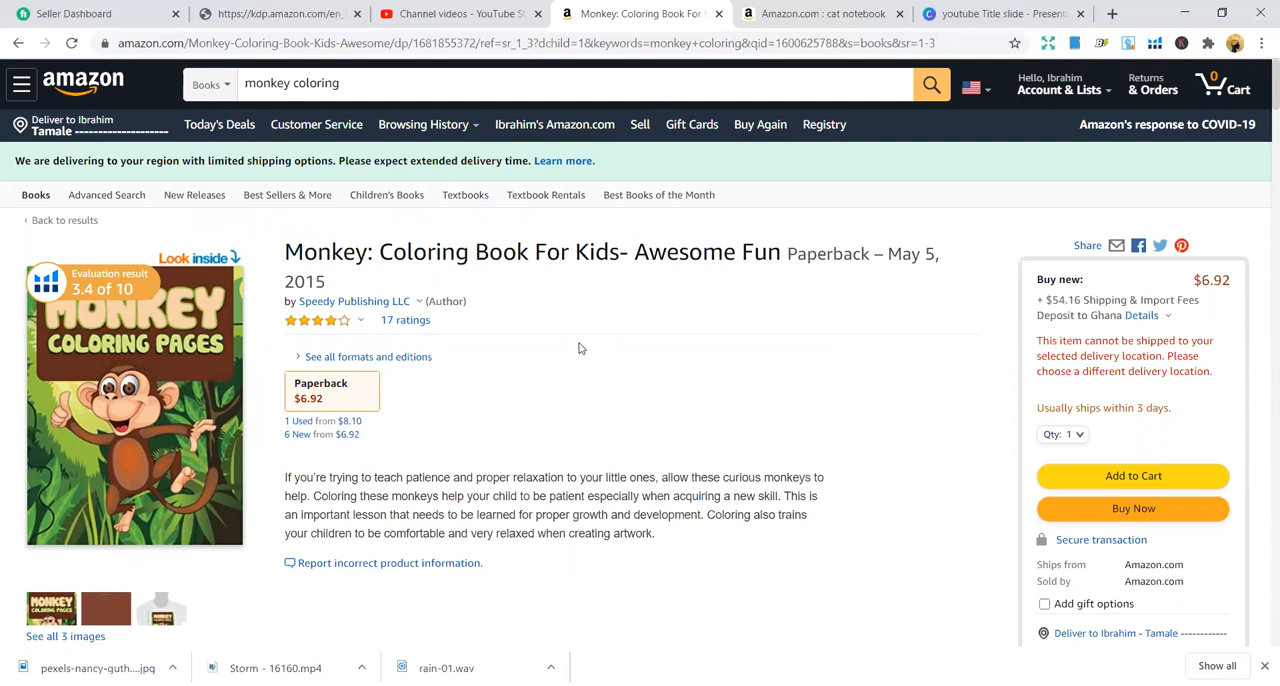 Seller Dashboard
https://kdp.amazon.com/en_
Channel videos - YouTube S
Monkey: Coloring Book For
Amazon.com : cat notebook
youtube Title slide - Present
amazon.com/Monkey-Coloring-Book-Kids-Awesome/dp/1681855372/ref=sr_1_3?dchild=1&keywords=monkey+coloring&qid=1600625788&s=books&sr=1-3
amazon
Books
monkey coloring
Hello, Ibrahim
Account & Lists
Returns
& Orders
0
Cart
Deliver to Ibrahim
Tamale --------------------
Today's Deals
Customer Service
Browsing History
Ibrahim's Amazon.com
Sell
Gift Cards
Buy Again
Registry
Amazon's response to COVID-19
We are delivering to your region with limited shipping options. Please expect extended delivery time. Learn more.
Books
Advanced Search
New Releases
Best Sellers & More
Children's Books
Textbooks
Textbook Rentals
Best Books of the Month
‹ Back to results
Look inside
Evaluation result
3.4 of 10
MONKEY
COLORING PAGES
See all 3 images
Monkey: Coloring Book For Kids- Awesome Fun Paperback – May 5,
2015
by Speedy Publishing LLC (Author)
17 ratings
See all formats and editions
Paperback
$6.92
1 Used from $8.10
6 New from $6.92
If you're trying to teach patience and proper relaxation to your little ones, allow these curious monkeys to
help. Coloring these monkeys help your child to be patient especially when acquiring a new skill. This is
an important lesson that needs to be learned for proper growth and development. Coloring also trains
your children to be comfortable and very relaxed when creating artwork.
Report incorrect product information.
Share
Buy new:
$6.92
+ $54.16 Shipping & Import Fees
Deposit to Ghana Details
This item cannot be shipped to your
selected delivery location. Please
choose a different delivery location.
Usually ships within 3 days.
Qty: 1
Add to Cart
Buy Now
Secure transaction
Ships from Amazon.com
Sold by Amazon.com
Add gift options
Deliver to Ibrahim - Tamale -----------
pexels-nancy-guth....jpg
Storm - 16160.mp4
rain-01.wav
Show all